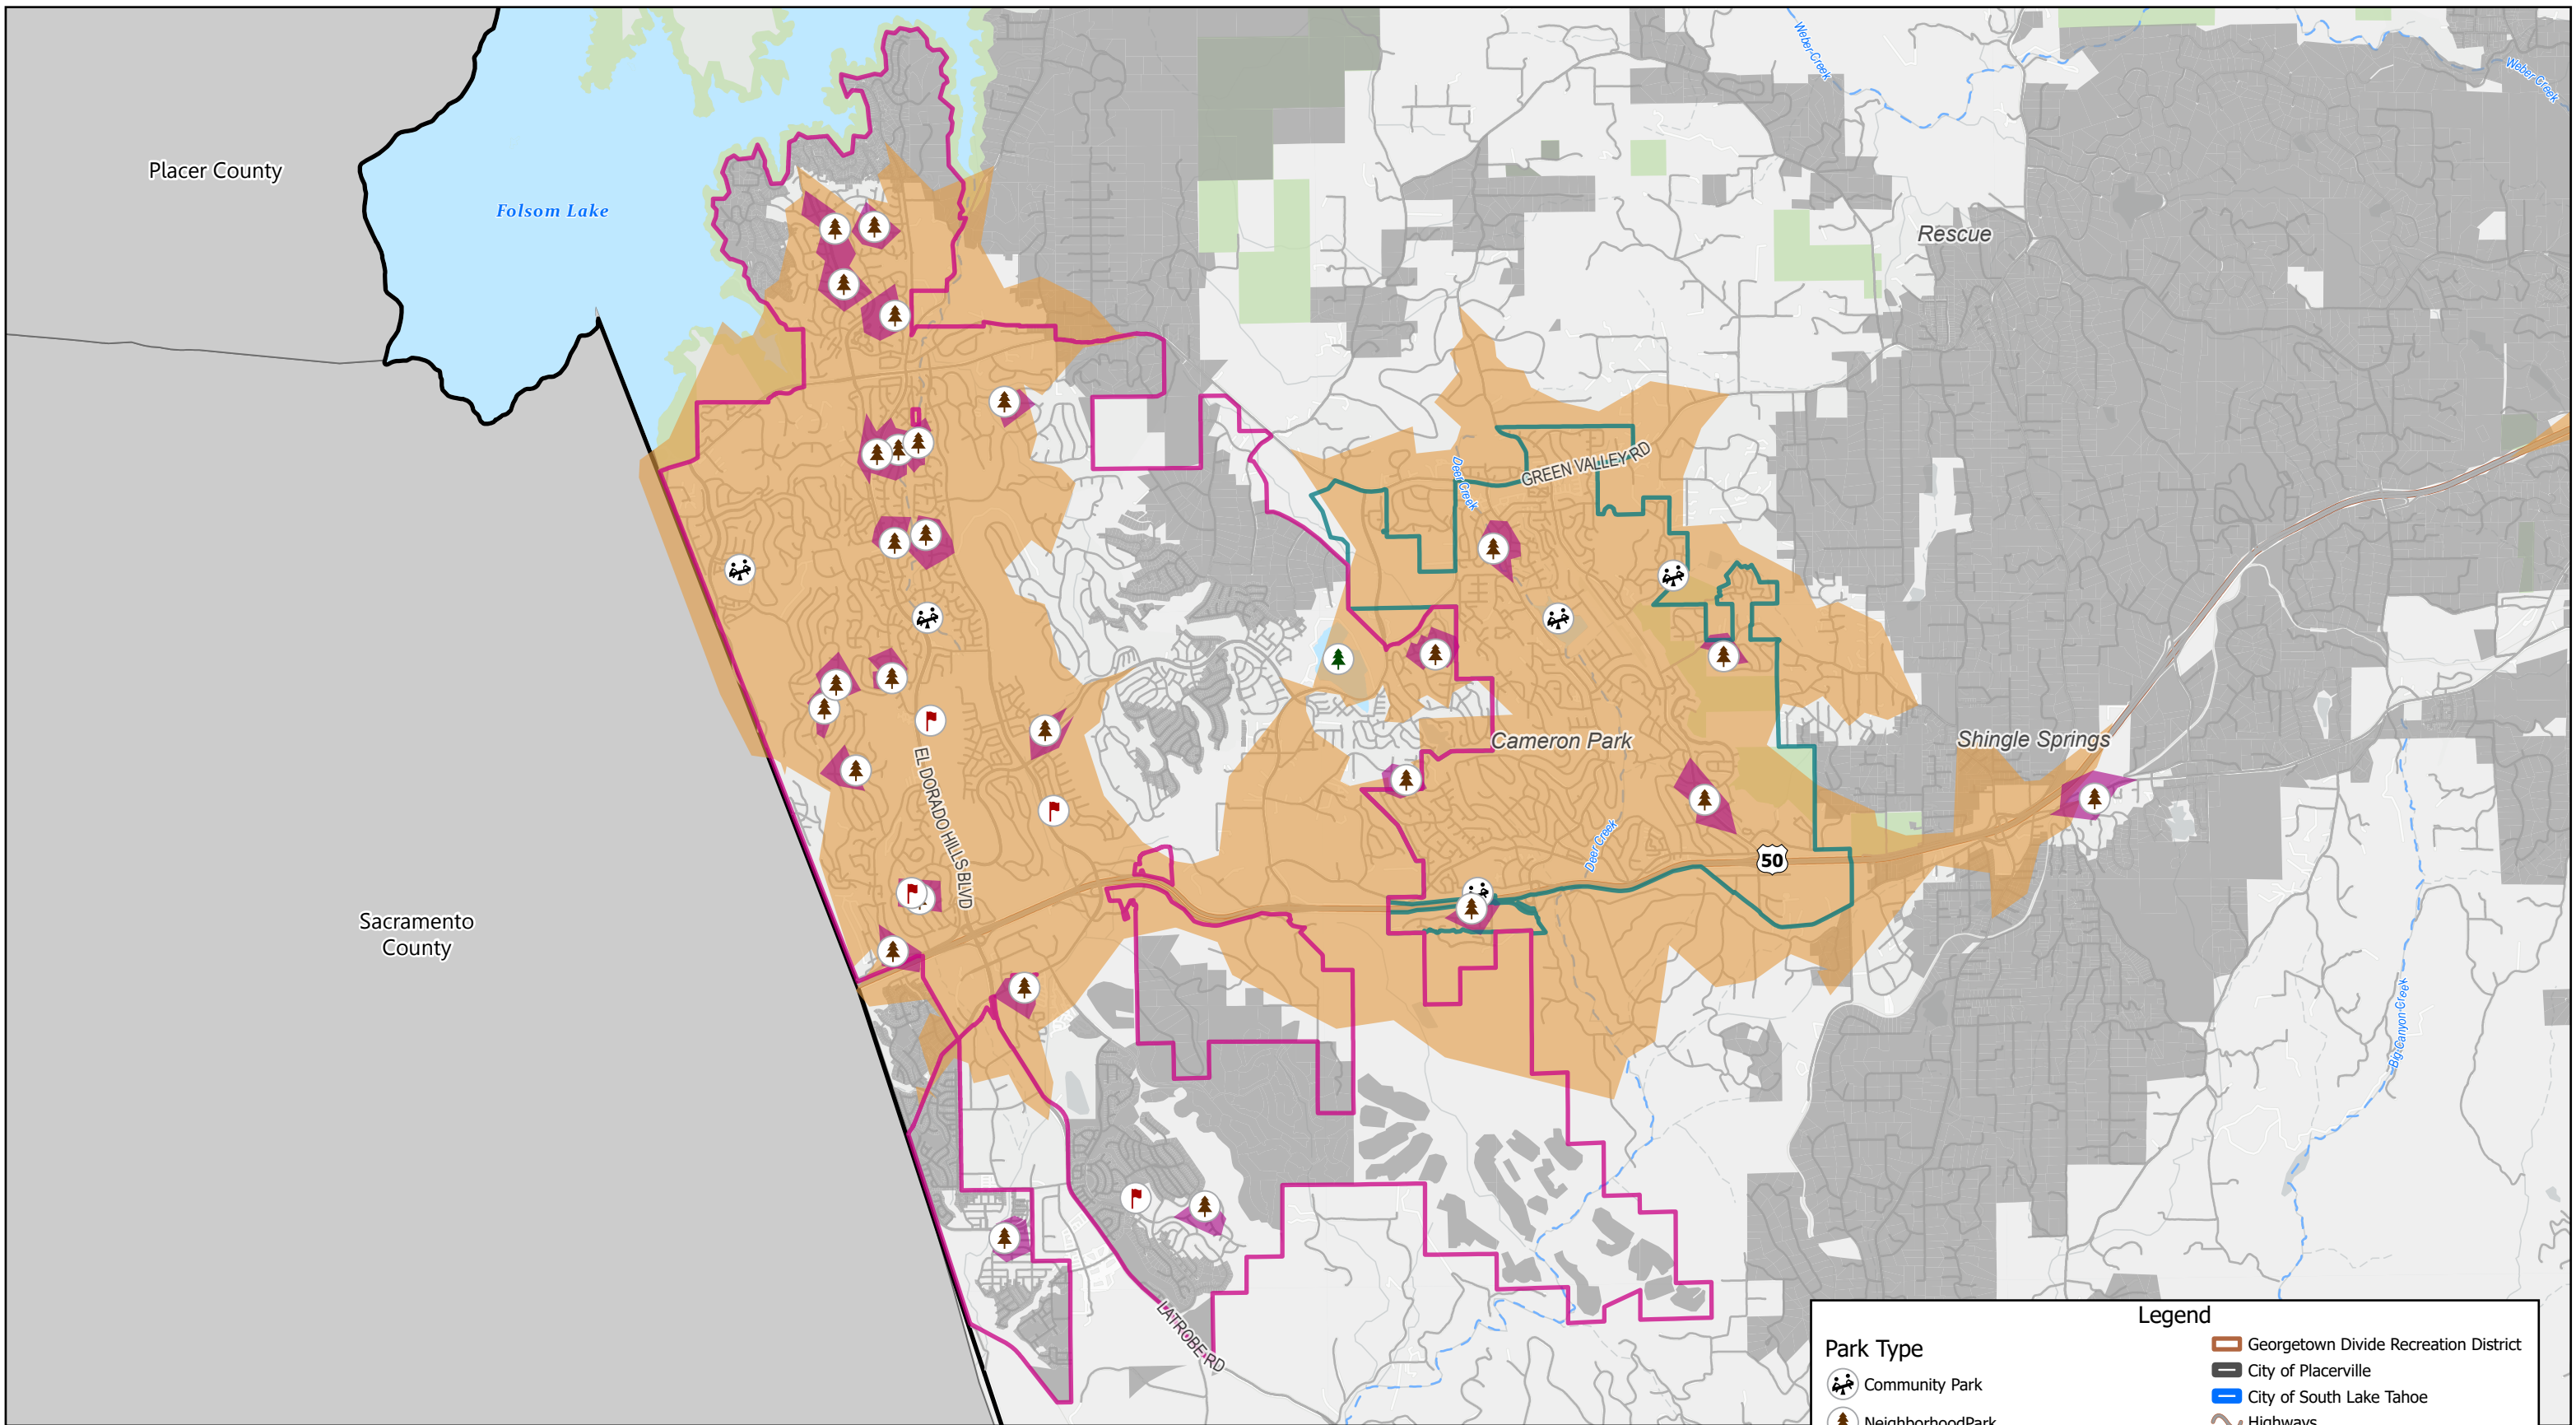 Weber Creek
Weber Creek
Placer County
Folsom Lake
Rescue
GREEN VALLEY RD
Deer Creek
Cameron Park
Shingle Springs
EL DORADO HILLS BLVD
Deer Creek
50
Sacramento
County
Big Canyon Creek
LATROBE RD
Legend
Park Type
Community Park
NeighborhoodPark
Georgetown Divide Recreation District
City of Placerville
City of South Lake Tahoe
Highways